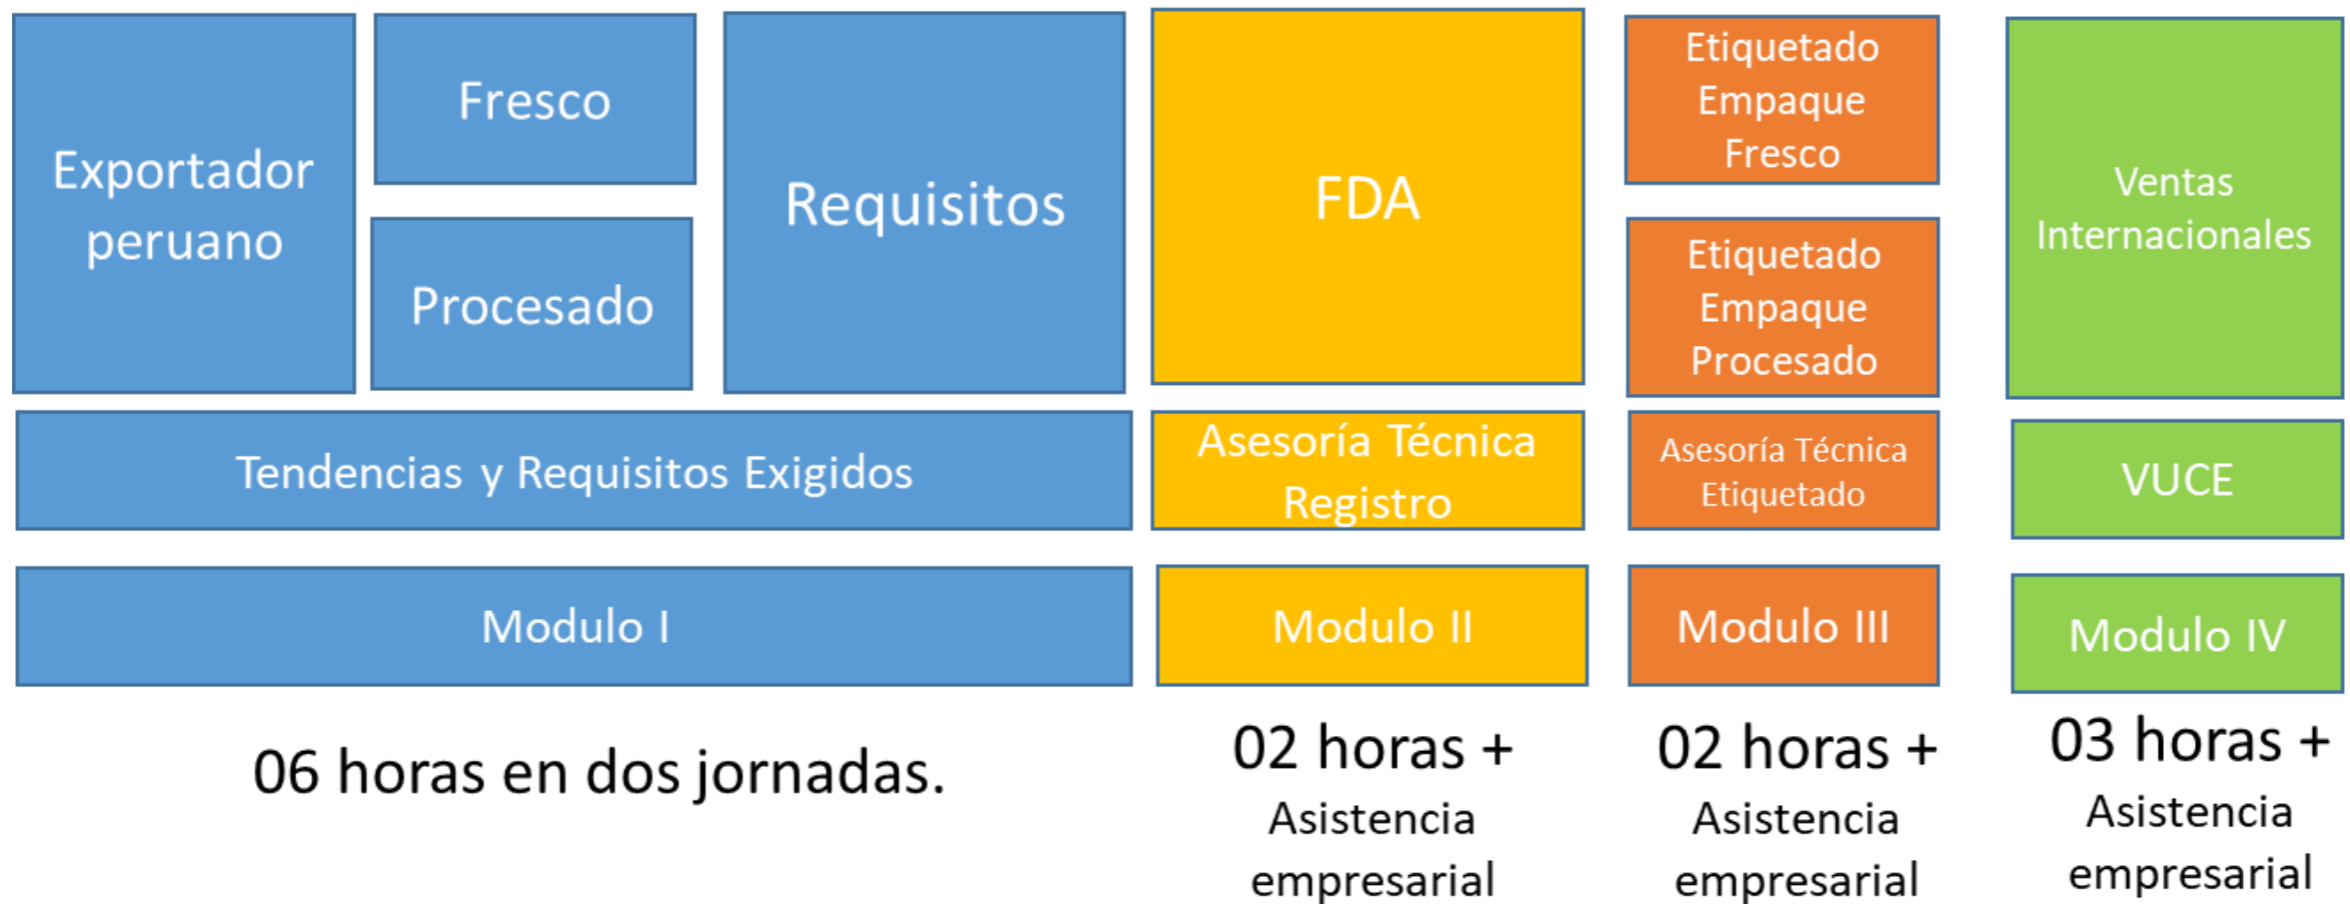 Exportador
peruano
Fresco
Procesado
Requisitos
FDA
Etiquetado
Empaque
Fresco
Etiquetado
Empaque
Procesado
Ventas
Internacionales
Tendencias y Requisitos Exigidos
Asesoría Técnica
Registro
Asesoría Técnica
Etiquetado
VUCE
Modulo I
Modulo II
Modulo III
Modulo IV
06 horas en dos jornadas.
02 horas +
Asistencia
empresarial
02 horas +
Asistencia
empresarial
03 horas +
Asistencia
empresarial